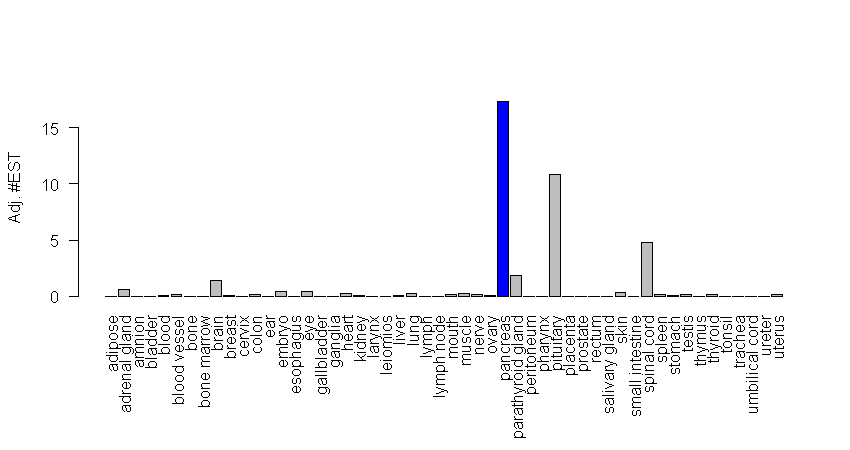 Adj. #EST
15
10
5
0
adipose
adrenal gland
amnion
bladder
blood
blood vessel
bone
bone marrow
brain
breast
cervix
colon
ear
embryo
esophagus
eye
gallbladder
ganglia
heart
kidney
larynx
leiomios
liver
lung
lymph
lymph node
mouth
muscle
nerve
ovary
pancreas
parathyroid gland
peritoneum
pharynx
pituitary
placenta
prostate
rectum
salivary gland
skin
small intestine
spinal cord
spleen
stomach
testis
thymus
thyroid
tonsil
trachea
umbilical cord
ureter
uterus